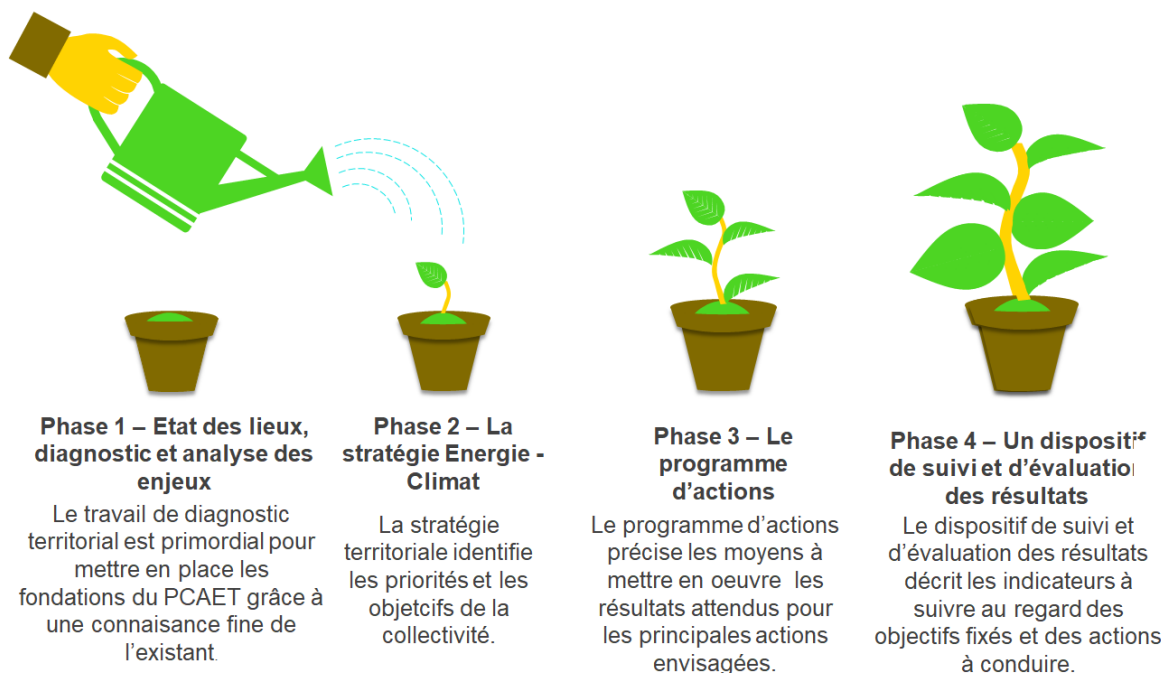 Phase 1 – Etat des lieux,
diagnostic et analyse des
enjeux
Le travail de diagnostic
territorial est primordial pour
mettre en place les
fondations du PCAET grâce à
une connaisance fine de
l'existant.
Phase 2 – La
stratégie Energie -
Climat
La stratégie
territoriale identifie
les priorités et les
objetcifs de la
collectivité.
Phase 3 – Le
programme
d'actions
Le programme d'actions
précise les moyens à
mettre en oeuvre les
résultats attendus pour
les principales actions
envisagées.
Phase 4 – Un dispositif
de suivi et d'évaluation
des résultats
Le dispositif de suivi et
d'évaluation des résultats
décrit les indicateurs à
suivre au regard des
objectifs fixés et des actions
à conduire.